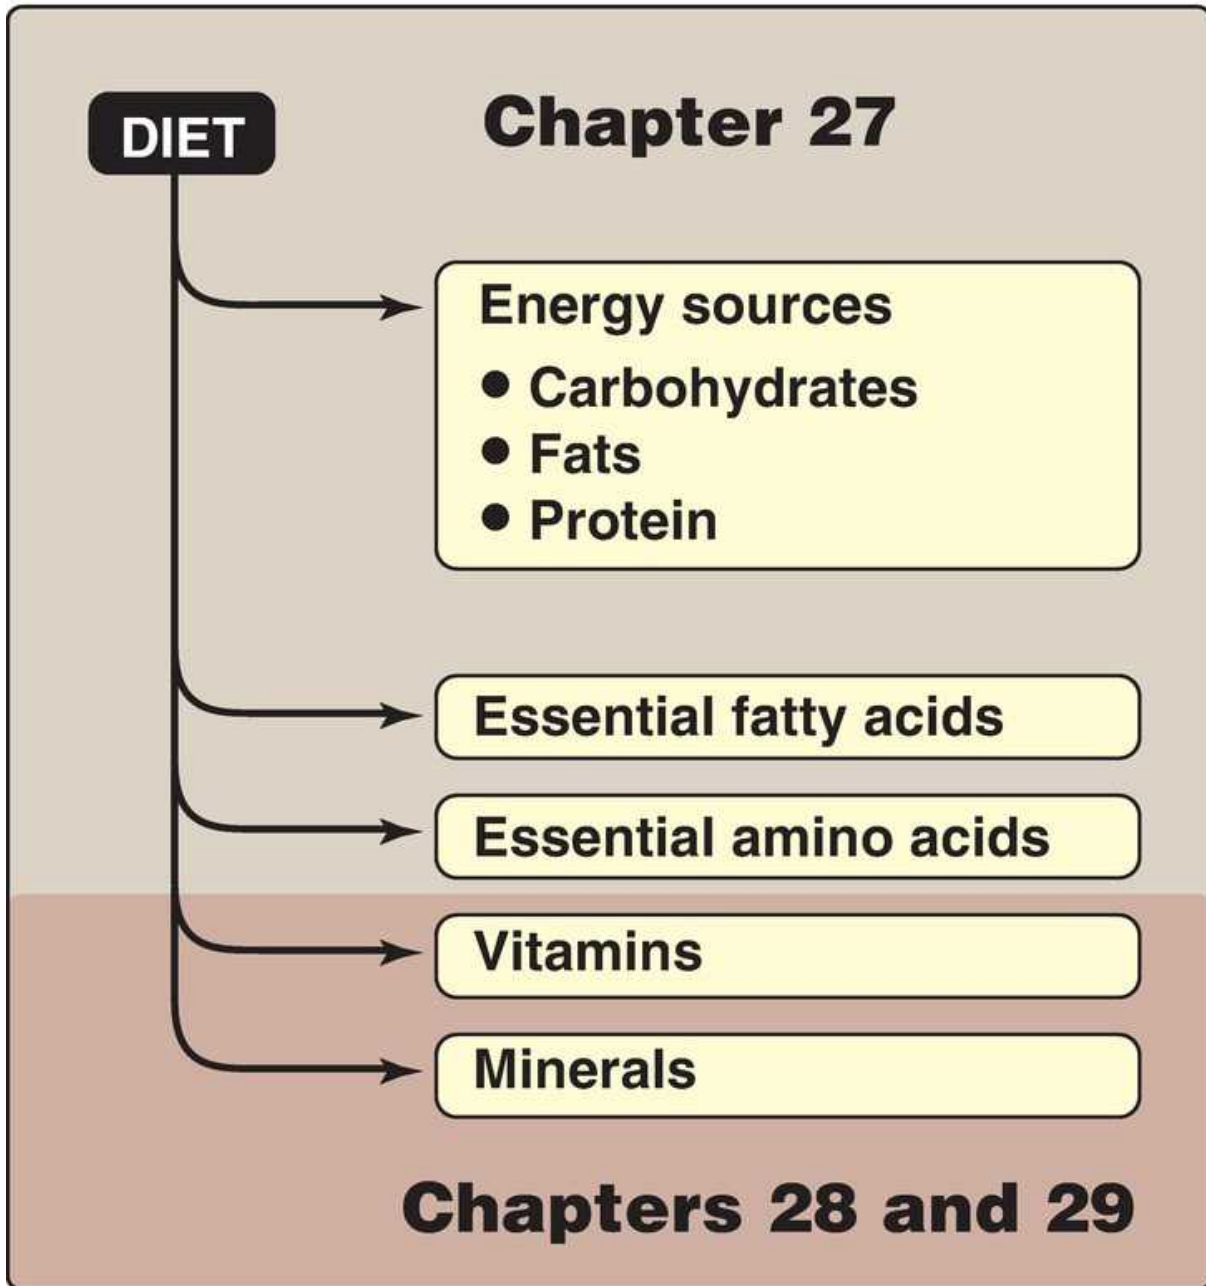 DIET
Chapter 27
Energy sources
● Carbohydrates
● Fats
● Protein
Essential fatty acids
Essential amino acids
Vitamins
Minerals
Chapters 28 and 29